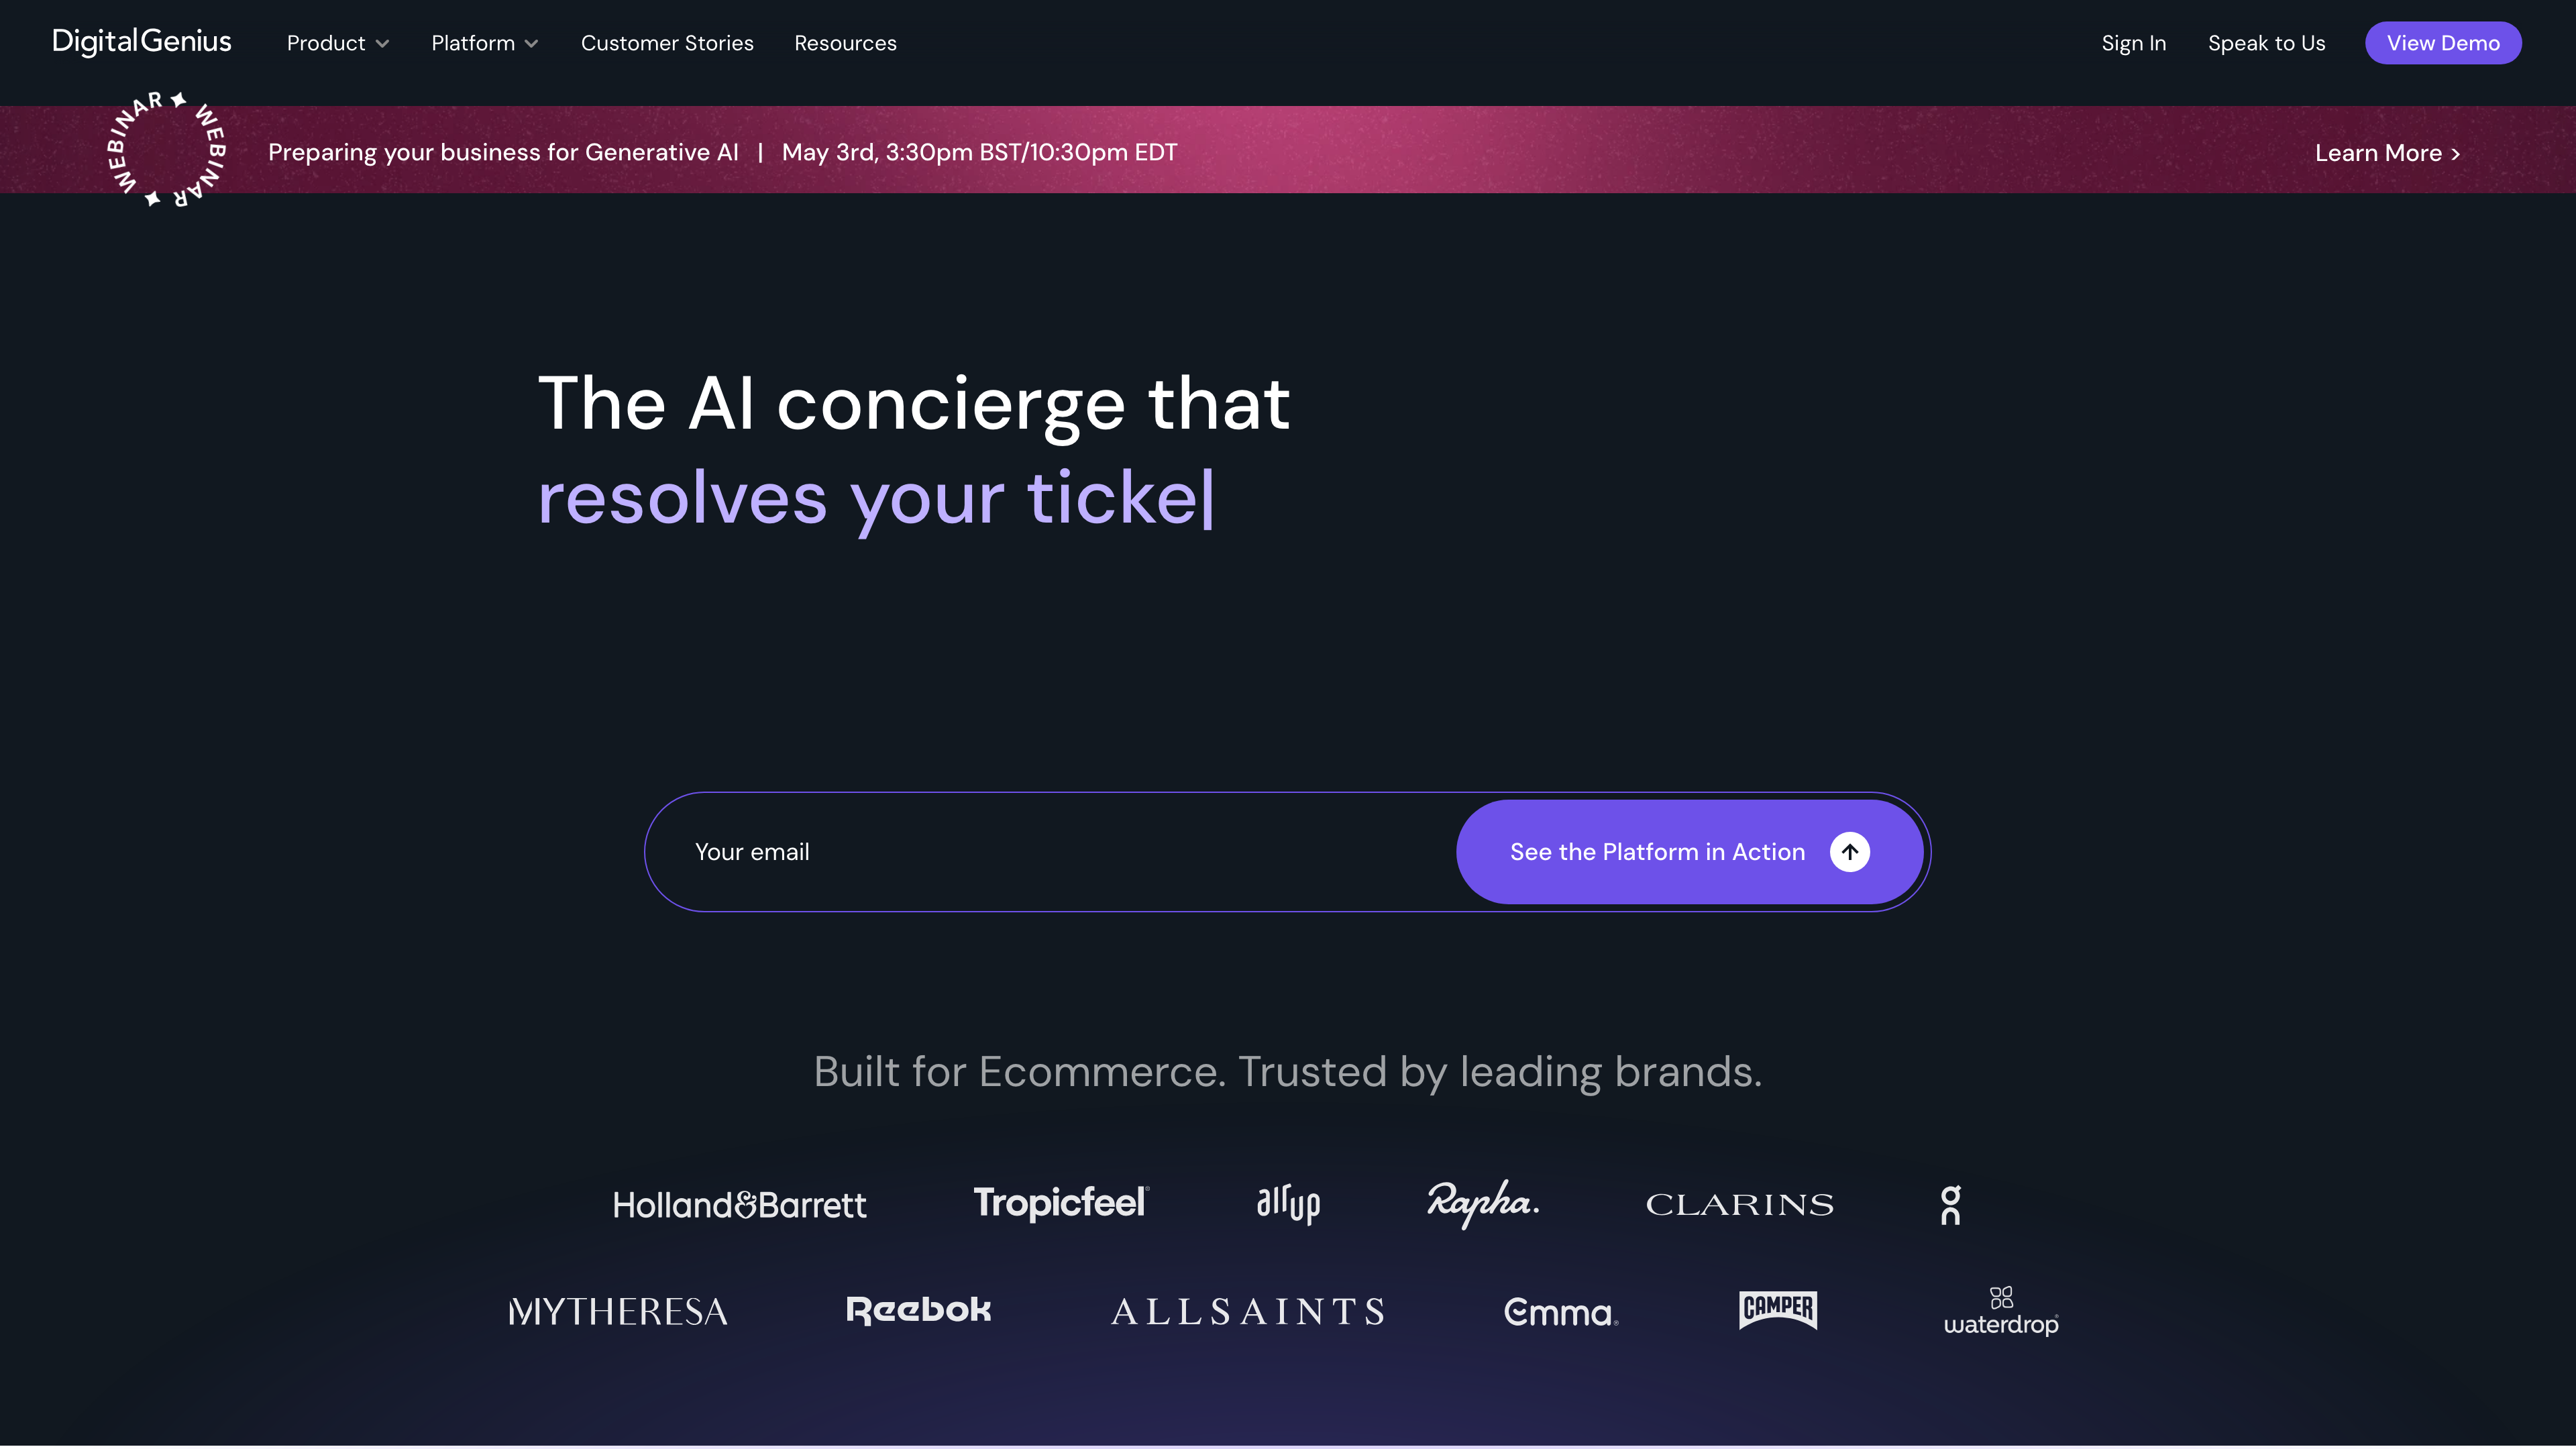 DigitalGenius Product Platform Customer Stories Resources Sign In Speak to Us View Demo
WEBINAR WEBINAR
Preparing your business for Generative AI | May 3rd, 3:30pm BST/10:30pm EDT Learn More >
The AI concierge that
resolves your ticke|
Your email See the Platform in Action
Built for Ecommerce. Trusted by leading brands.
Holland&Barrett Tropicfeel® airup Rapha. CLARINS On
MYTHERESA Reebok ALLSAINTS emma® CAMPER waterdrop®